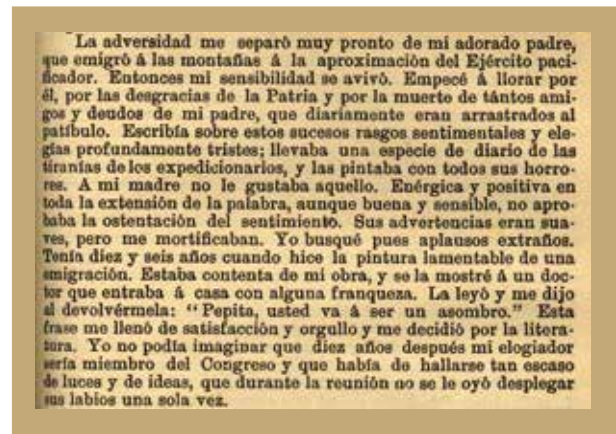 La adversidad me separó muy pronto de mi adorado padre,
que emigró á las montañas á la aproximación del Ejército paci-
ficador. Entonces mi sensibilidad se avivó. Empecé á llorar por
él, por las desgracias de la Patria y por la muerte de tántos ami-
gos y deudos de mi padre, que diariamente eran arrastrados al
patíbulo. Escribía sobre estos sucesos rasgos sentimentales y ele-
gías profundamente tristes; llevaba una especie de diario de las
tiranías de los expedicionarios, y las pintaba con todos sus horro-
res. A mi madre no le gustaba aquello. Enérgica y positiva en
toda la extensión de la palabra, aunque buena y sensible, no apro-
baba la ostentación del sentimiento. Sus advertencias eran sua-
ves, pero me mortificaban. Yo busqué pues aplausos extraños.
Tenía diez y seis años cuando hice la pintura lamentable de una
emigración. Estaba contenta de mi obra, y se la mostré á un doc-
tor que entraba á casa con alguna franqueza. La leyó y me dijo
al devolvérmela: “Pepita, usted va á ser un asombro.” Esta
frase me llenó de satisfacción y orgullo y me decidió por la litera-
tura. Yo no podía imaginar que diez años después mi elogiador
sería miembro del Congreso y que había de hallarse tan escaso
de luces y de ideas, que durante la reunión no se le oyó desplegar
sus labios una sola vez.